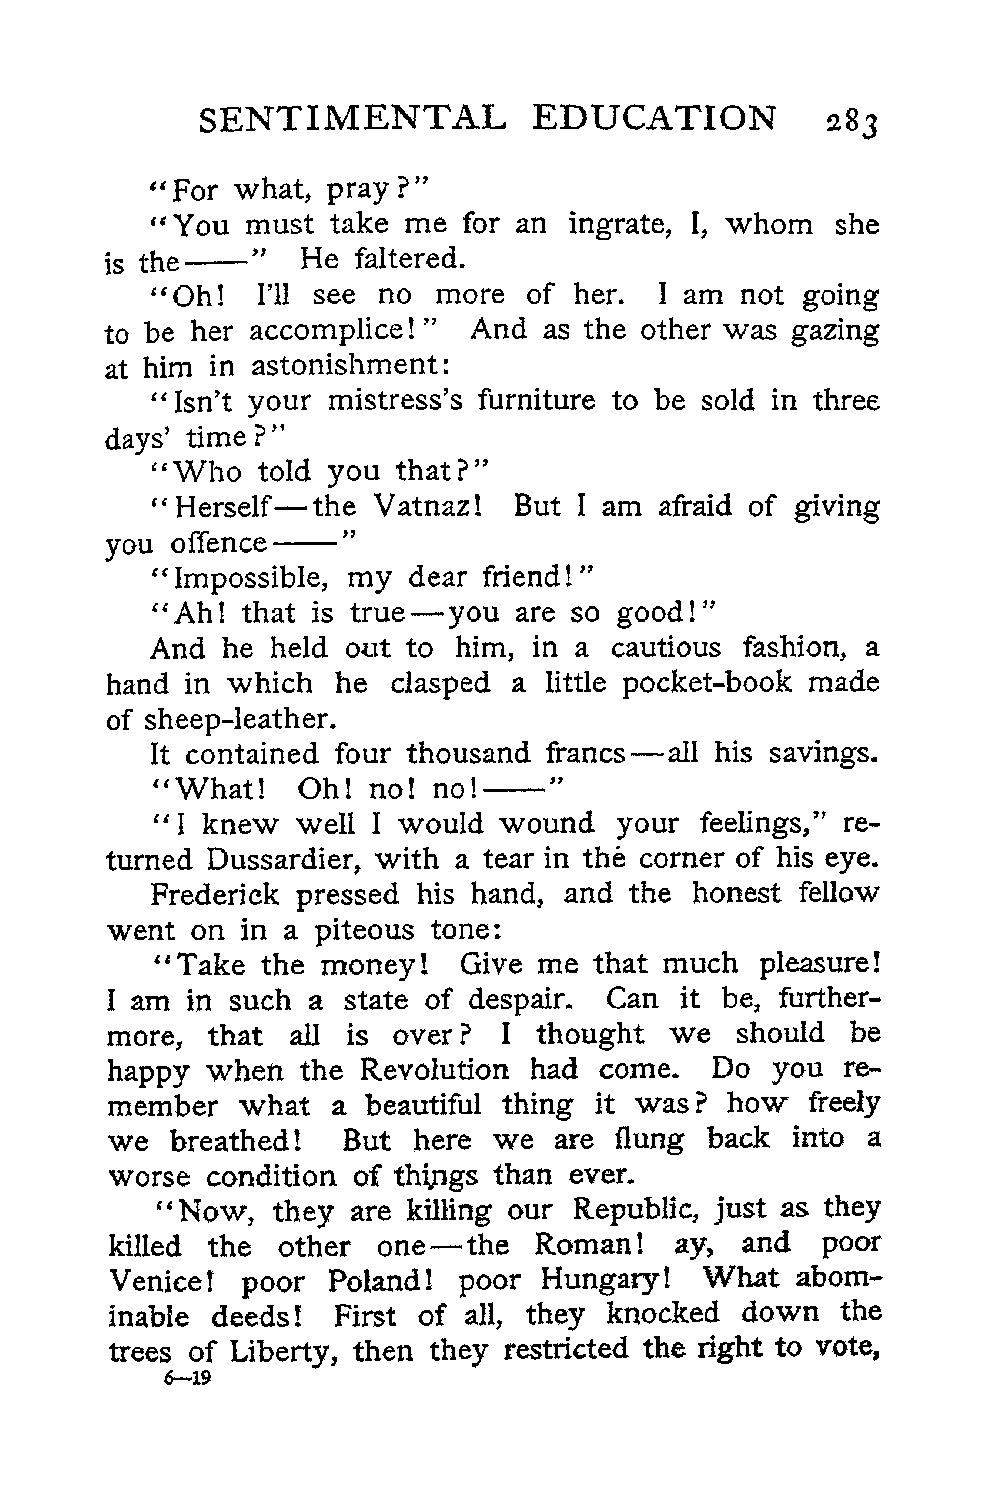 SENTIMENTAL EDUCATION 283
“For what, pray?”
“You must take me for an ingrate, I, whom she
is the——” He faltered.
“Oh! I’ll see no more of her. I am not going
to be her accomplice!” And as the other was gazing
at him in astonishment:
“Isn’t your mistress’s furniture to be sold in three
days’ time?”
“Who told you that?”
“Herself—the Vatnaz! But I am afraid of giving
you offence——”
“Impossible, my dear friend!”
“Ah! that is true—you are so good!”
And he held out to him, in a cautious fashion, a
hand in which he clasped a little pocket-book made
of sheep-leather.
It contained four thousand francs—all his savings.
“What! Oh! no! no!——”
“I knew well I would wound your feelings,” re-
turned Dussardier, with a tear in the corner of his eye.
Frederick pressed his hand, and the honest fellow
went on in a piteous tone:
“Take the money! Give me that much pleasure!
I am in such a state of despair. Can it be, further-
more, that all is over? I thought we should be
happy when the Revolution had come. Do you re-
member what a beautiful thing it was? how freely
we breathed! But here we are flung back into a
worse condition of things than ever.
“Now, they are killing our Republic, just as they
killed the other one—the Roman! ay, and poor
Venice! poor Poland! poor Hungary! What abom-
inable deeds! First of all, they knocked down the
trees of Liberty, then they restricted the right to vote,
6—19